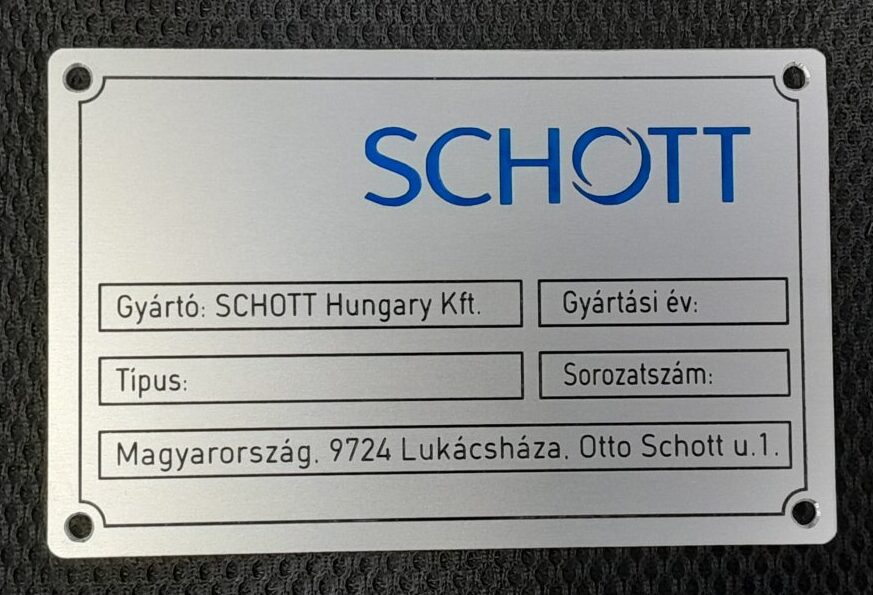 SCHOTT
Gyártó: SCHOTT Hungary Kft.
Gyártási év:
Típus:
Sorozatszám:
Magyarország. 9724 Lukácsháza. Otto Schott u.1.